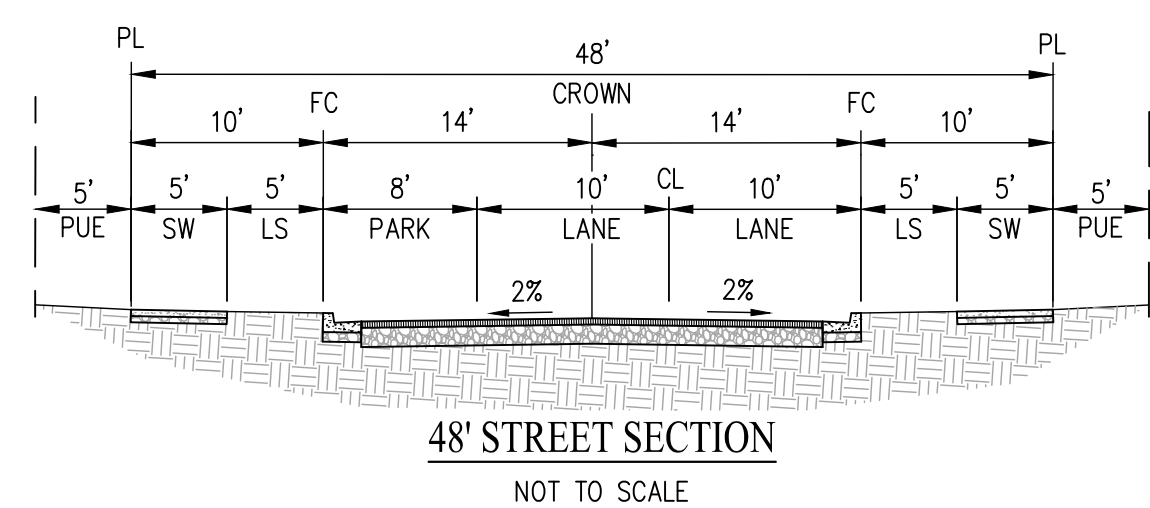 PL 48' PL
FC CROWN FC
10' 14' 14' 10'
5' 5' 5' 8' 10' CL 10' 5' 5' 5'
PUE SW LS PARK LANE LANE LS SW PUE
2% 2%
48' STREET SECTION
NOT TO SCALE